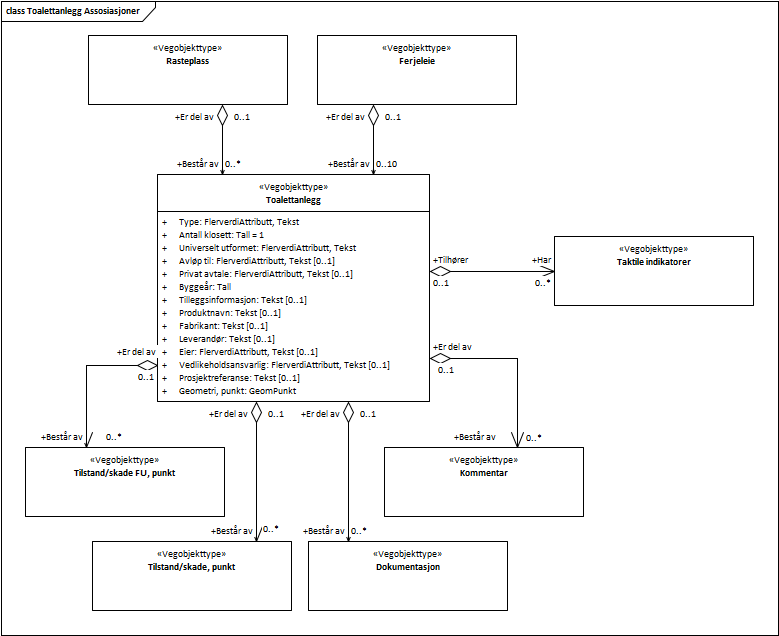 class Toalettanlegg Assosiasjoner
«Vegobjekttype»
Rasteplass
«Vegobjekttype»
Ferjeleie
+Er del av 0..1
+Er del av 0..1
+Består av 0..*
+Består av 0..10
«Vegobjekttype»
Toalettanlegg
+ Type: FlerverdiAttributt, Tekst
+ Antall klosett: Tall = 1
+ Universelt utformet: FlerverdiAttributt, Tekst
+ Avløp til: FlerverdiAttributt, Tekst [0..1]
+ Privat avtale: FlerverdiAttributt, Tekst [0..1]
+ Byggeår: Tall
+ Tilleggsinformasjon: Tekst [0..1]
+ Produktnavn: Tekst [0..1]
+ Fabrikant: Tekst [0..1]
+ Leverandør: Tekst [0..1]
+ Eier: FlerverdiAttributt, Tekst [0..1]
+ Vedlikeholdsansvarlig: FlerverdiAttributt, Tekst [0..1]
+ Prosjektreferanse: Tekst [0..1]
+ Geometri, punkt: GeomPunkt
+Tilhører
0..1
+Har
0..*
«Vegobjekttype»
Taktile indikatorer
+Er del av
0..1
+Er del av
0..1
+Er del av 0..1
+Er del av 0..1
+Består av 0..*
+Består av 0..*
«Vegobjekttype»
Tilstand/skade FU, punkt
«Vegobjekttype»
Kommentar
+Består av 0..*
+Består av 0..*
«Vegobjekttype»
Tilstand/skade, punkt
«Vegobjekttype»
Dokumentasjon